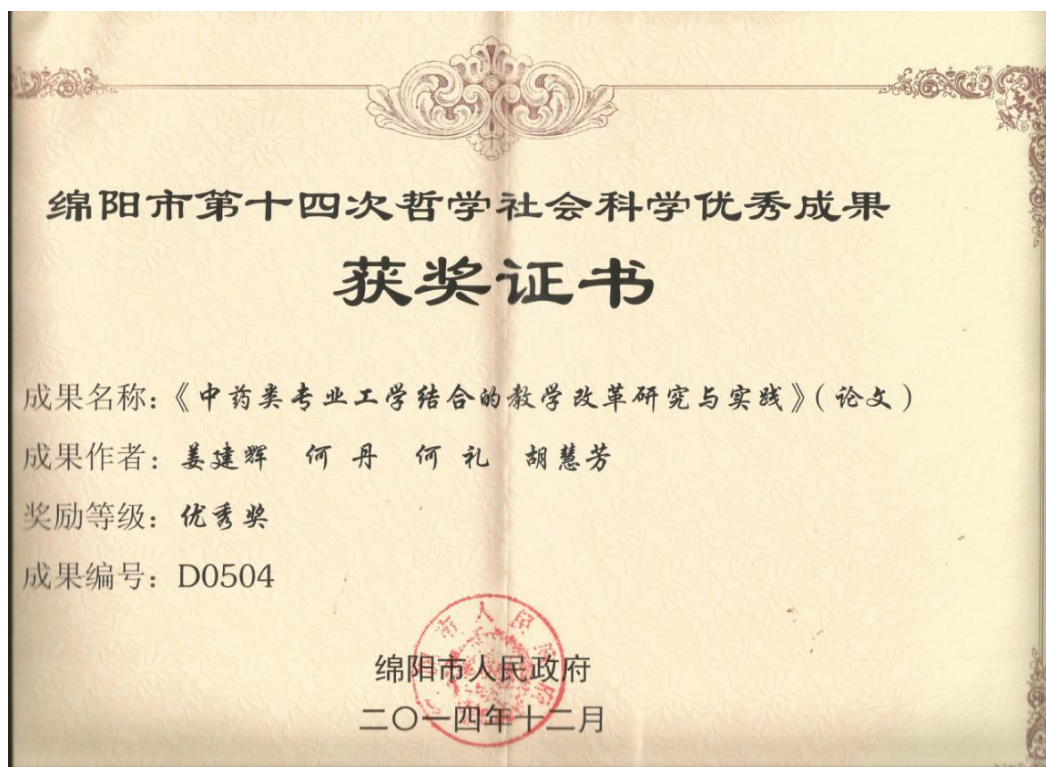 绵阳市第十四次哲学社会科学优秀成果
获奖证书
成果名称:《中药类专业工学结合的教学改革研究与实践》(论文)
成果作者:姜建辉 何丹 何礼 胡慧芳
奖励等级:优秀奖
成果编号:D0504
绵阳市人民政府
二〇一四年十二月